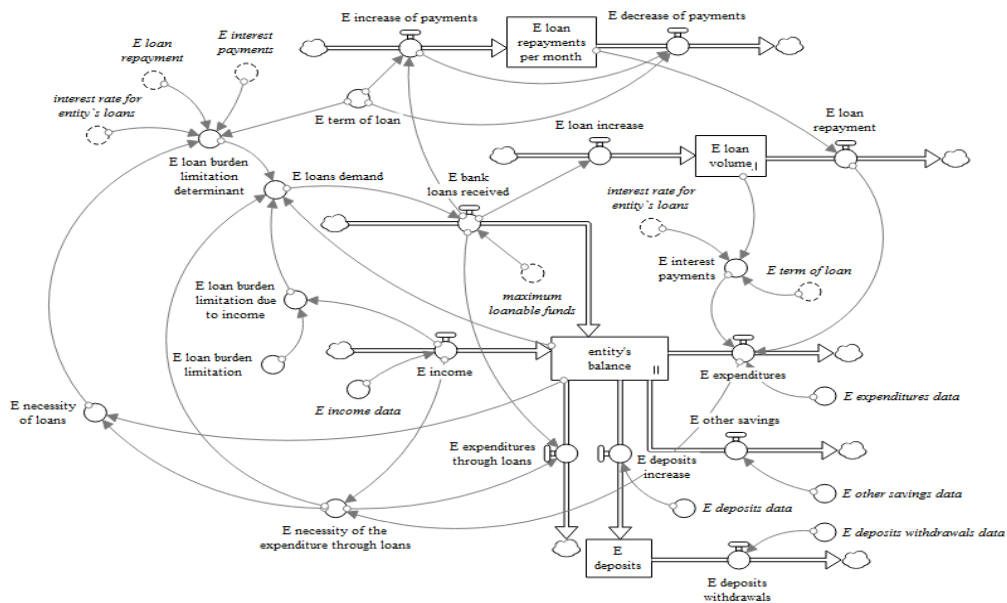 E increase of payments
E decrease of payments
E loan
repayments
per month
E loan
repayment
E interest
payments
interest rate for
entity`s loans
E term of loan
E loan increase
E loan
volume
E loan
repayment
E loan burden
limitation
determinant
E loans demand
E bank
loans received
interest rate for
entity`s loans
E interest
payments
E term of loan
maximum
loanable funds
E loan burden
limitation due
to income
E loan burden
limitation
E income
E income data
entity's
balance
E expenditures
E expenditures data
E necessity
of loans
E other savings
E expenditures
through loans
E deposits
increase
E other savings data
E deposits data
E necessity of the
expenditure through loans
E deposits withdrawals data
E
deposits
E deposits
withdrawals